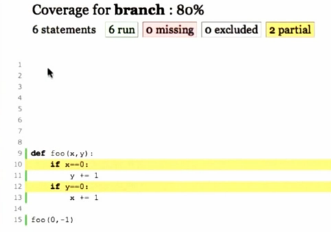 Coverage for branch : 80%
6 statements 6 run 0 missing 0 excluded 2 partial
1
2
3
4
5
6
7
8
9 def foo(x,y):
10 if x==0:
11 y += 1
12 if y==0:
13 x += 1
14
15 foo(0,-1)